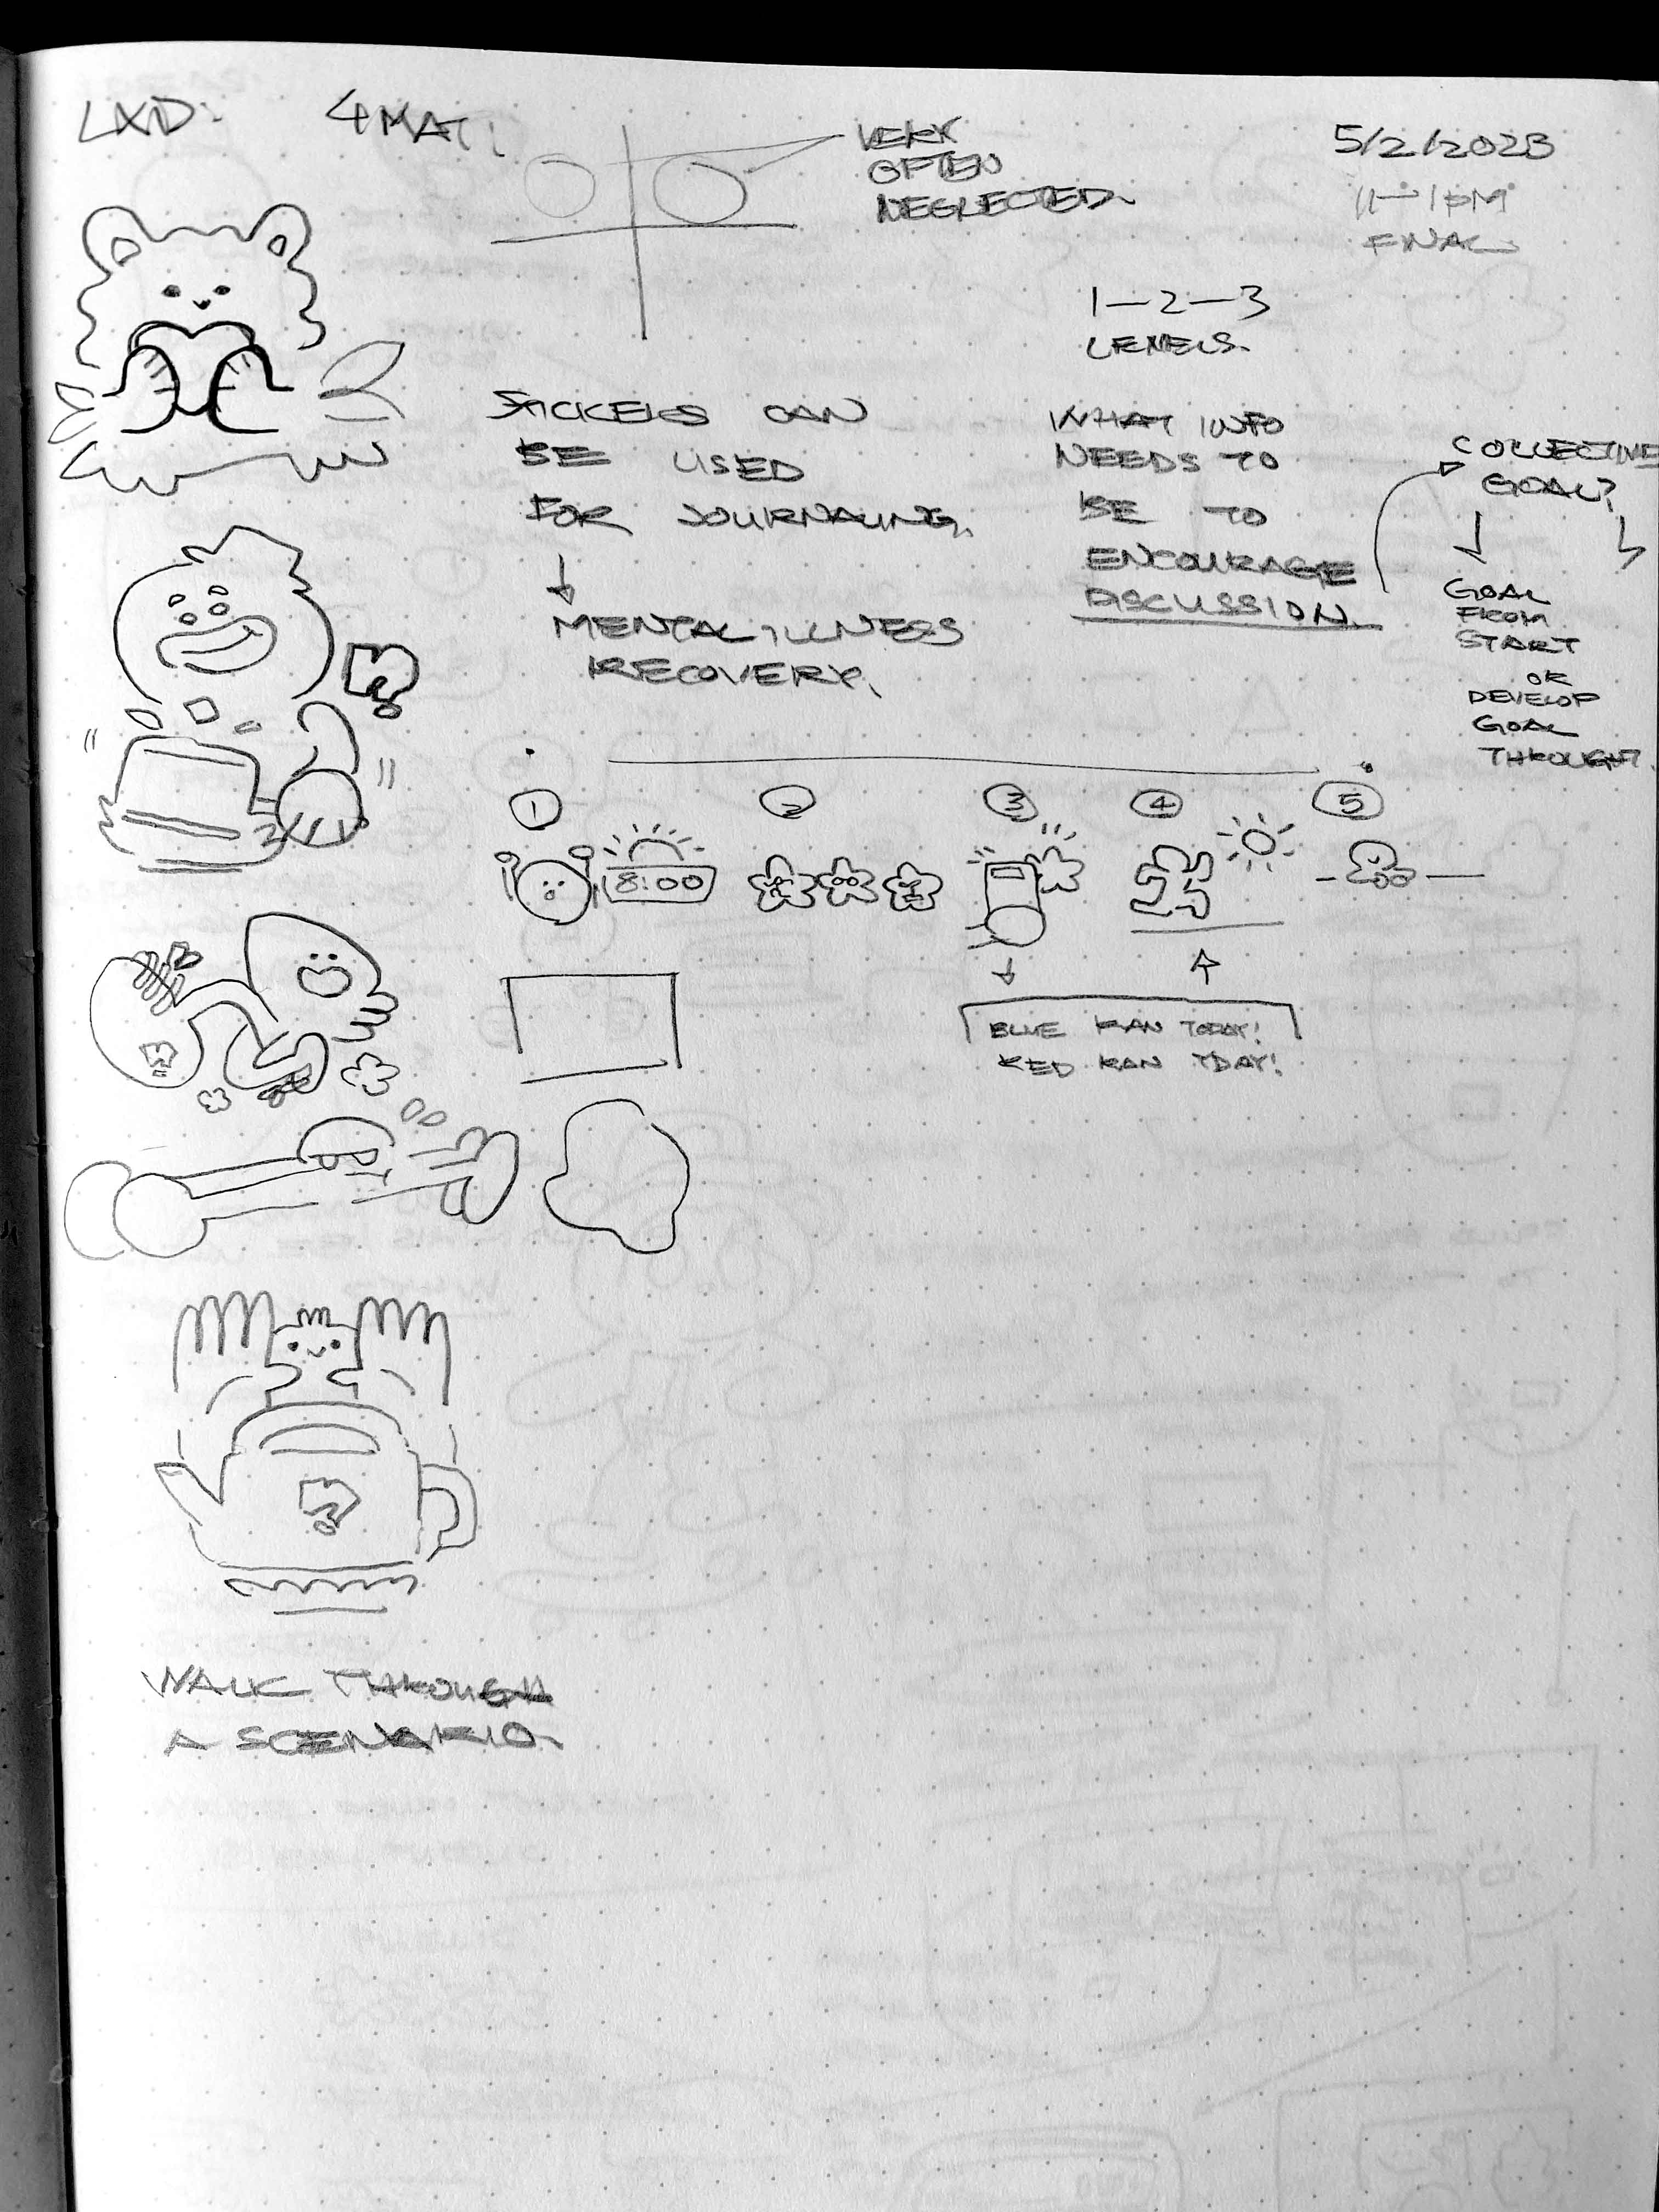 LXD: 4MAT:
VERY
OFTEN
NEGLECTED.
5/2/2023
11-1PM
FINAL
1-2-3
LEVELS.
STICKERS CAN
BE USED
FOR JOURNALING.
↓
MENTAL ILLNESS
RECOVERY.
WHAT INFO
NEEDS TO
BE TO
ENCOURAGE
DISCUSSION.
COLLECTIVE
GOAL?
GOAL
FROM
START
OR
DEVELOP
GOAL
THROUGH?
1 2 3 4 5
8:00
BLUE RAN TODAY!
RED RAN TDAY!
WALK THROUGH
A SCENARIO.